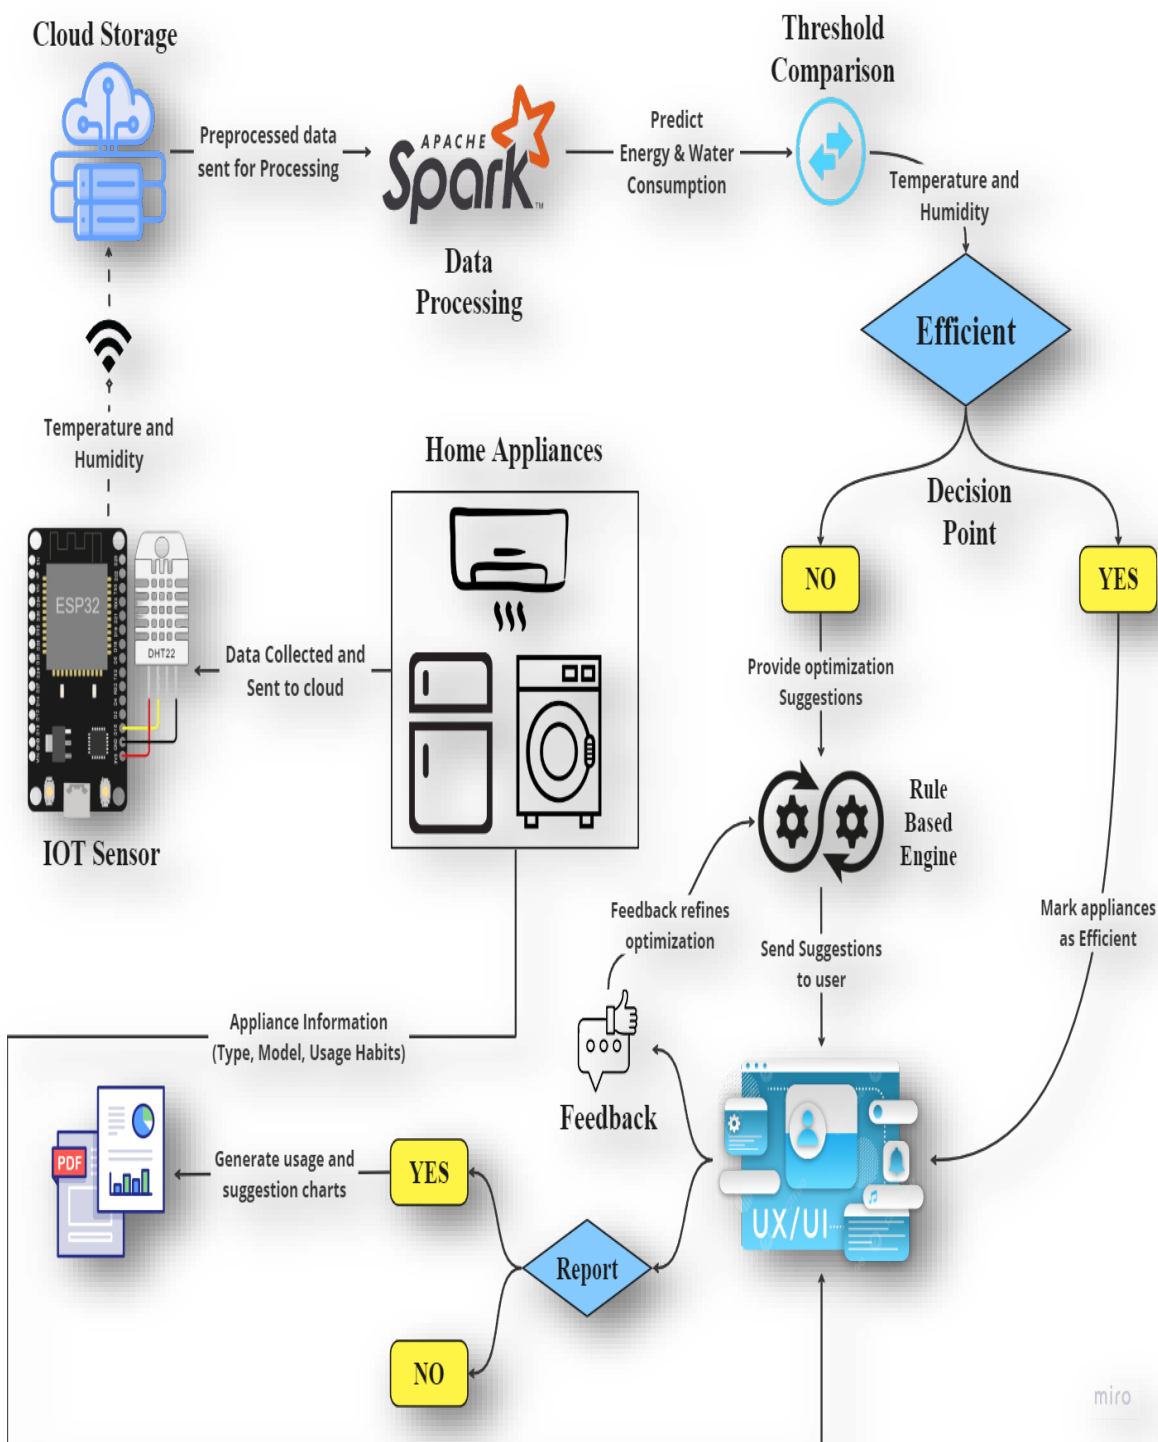 Cloud Storage
Threshold
Comparison
Preprocessed data
sent for Processing
APACHE
Spark
TM
Data
Processing
Predict
Energy & Water
Consumption
Temperature and
Humidity
Efficient
Decision
Point
NO
YES
Temperature and
Humidity
Home Appliances
ESP32
DHT22
Data Collected and
Sent to cloud
IOT Sensor
Provide optimization
Suggestions
Rule
Based
Engine
Mark appliances
as Efficient
Feedback refines
optimization
Send Suggestions
to user
Appliance Information
(Type, Model, Usage Habits)
Feedback
UX/UI
PDF
Generate usage and
suggestion charts
YES
Report
NO
miro